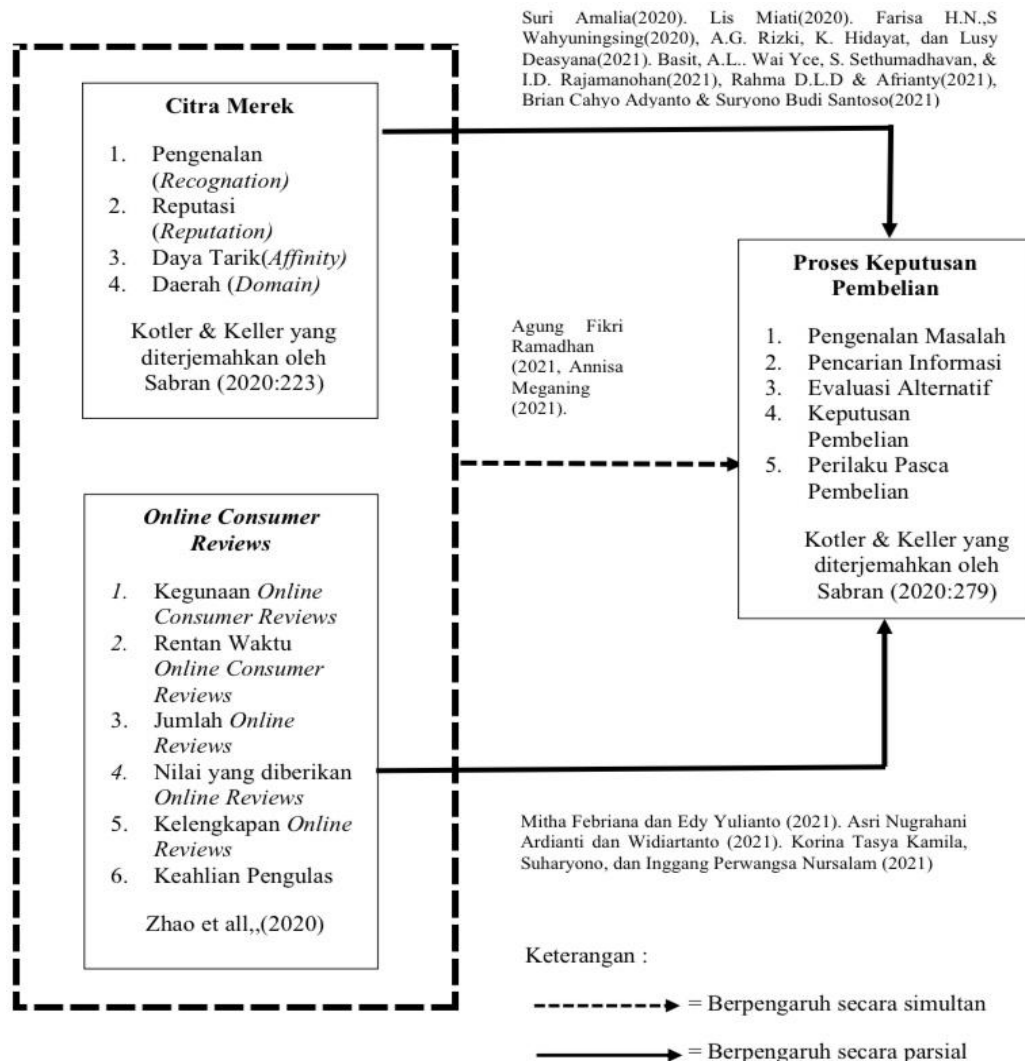 Suri Amalia(2020). Lis Miati(2020). Farisa H.N.,S
Wahyuningsing(2020), A.G. Rizki, K. Hidayat, dan Lusy
Deasyana(2021). Basit, A.L.. Wai Yce, S. Sethumadhavan, &
I.D. Rajamanohan(2021), Rahma D.L.D & Afrianty(2021),
Brian Cahyo Adyanto & Suryono Budi Santoso(2021)
Citra Merek
1. Pengenalan
(Recognation)
2. Reputasi
(Reputation)
3. Daya Tarik(Affinity)
4. Daerah (Domain)
Kotler & Keller yang
diterjemahkan oleh
Sabran (2020:223)
Agung Fikri
Ramadhan
(2021, Annisa
Meganing
(2021).
Proses Keputusan
Pembelian
1. Pengenalan Masalah
2. Pencarian Informasi
3. Evaluasi Alternatif
4. Keputusan
Pembelian
5. Perilaku Pasca
Pembelian
Kotler & Keller yang
diterjemahkan oleh
Sabran (2020:279)
Online Consumer
Reviews
1. Kegunaan Online
Consumer Reviews
2. Rentan Waktu
Online Consumer
Reviews
3. Jumlah Online
Reviews
4. Nilai yang diberikan
Online Reviews
5. Kelengkapan Online
Reviews
6. Keahlian Pengulas
Zhao et all,,(2020)
Mitha Febriana dan Edy Yulianto (2021). Asri Nugrahani
Ardianti dan Widiartanto (2021). Korina Tasya Kamila,
Suharyono, dan Inggang Perwangsa Nursalam (2021)
Keterangan :
= Berpengaruh secara simultan
= Berpengaruh secara parsial